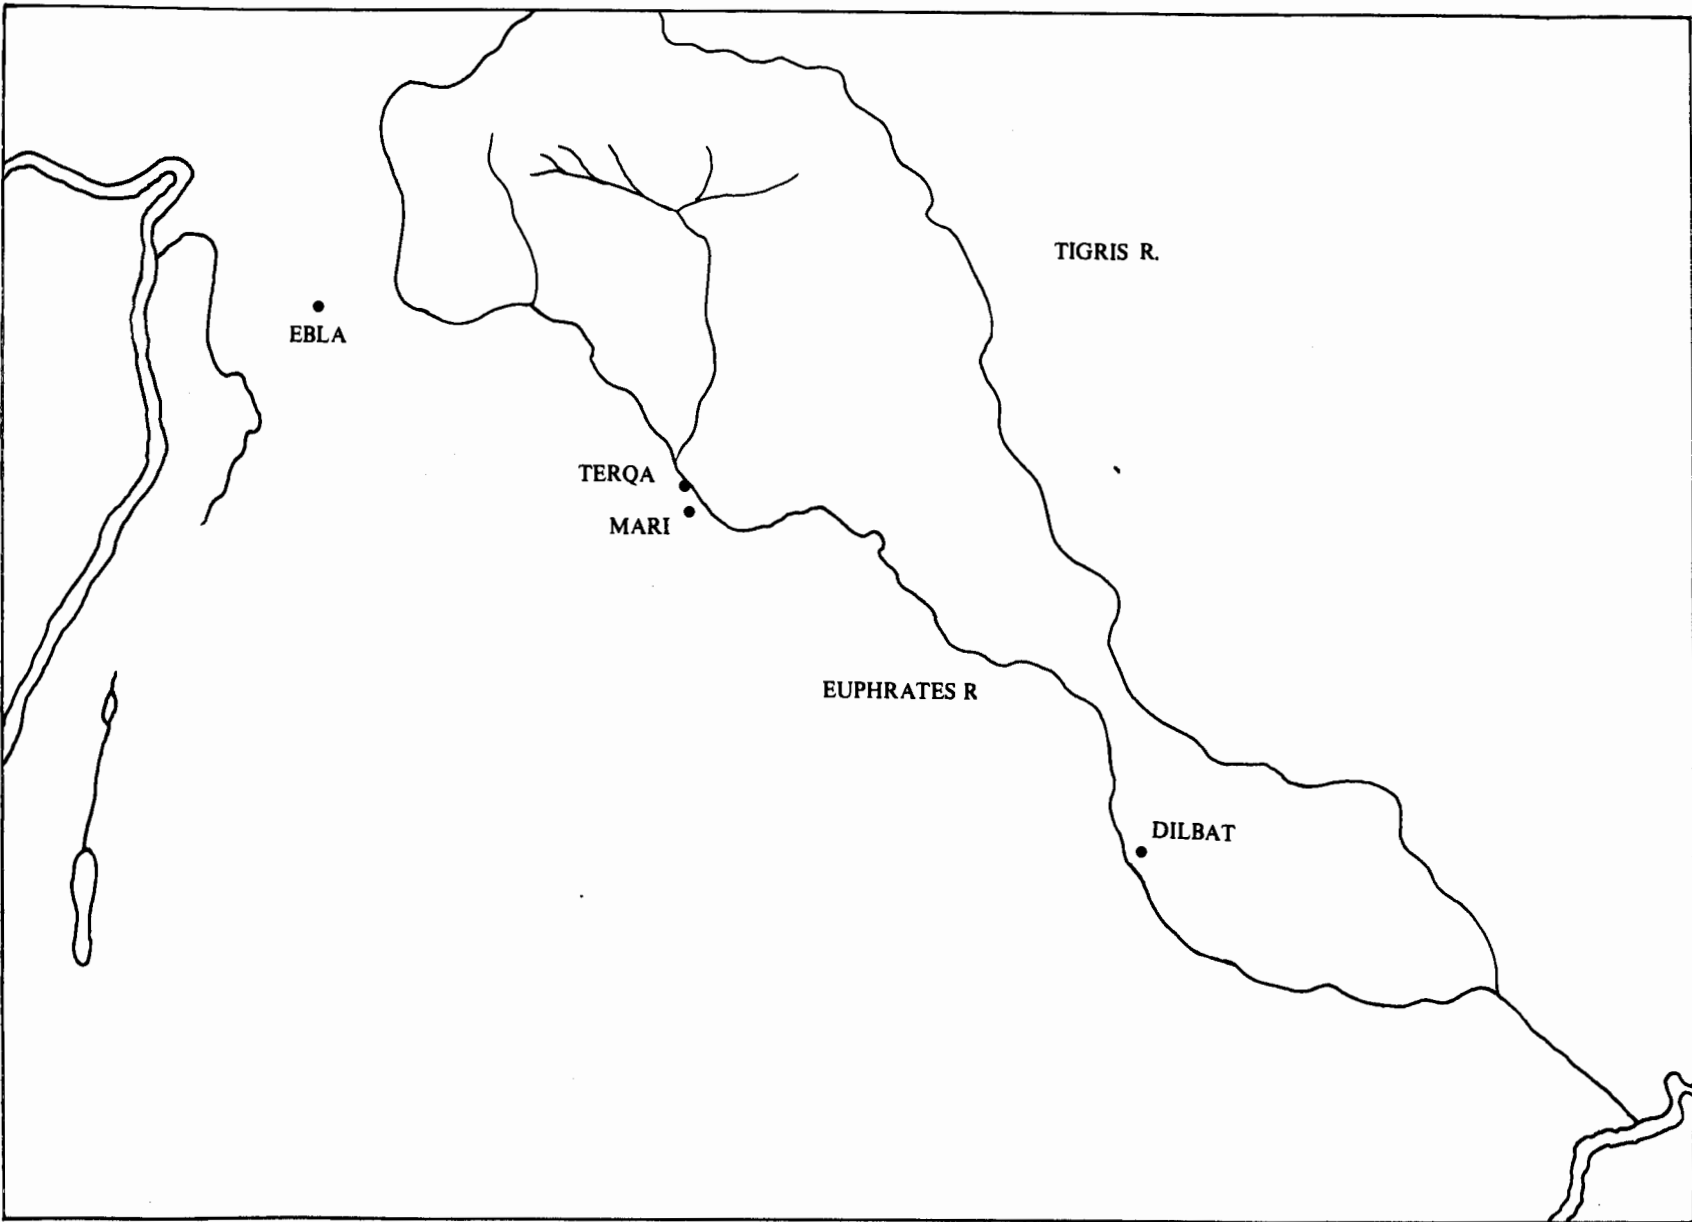 TIGRIS R.
EBLA
TERQA
MARI
EUPHRATES R
DILBAT